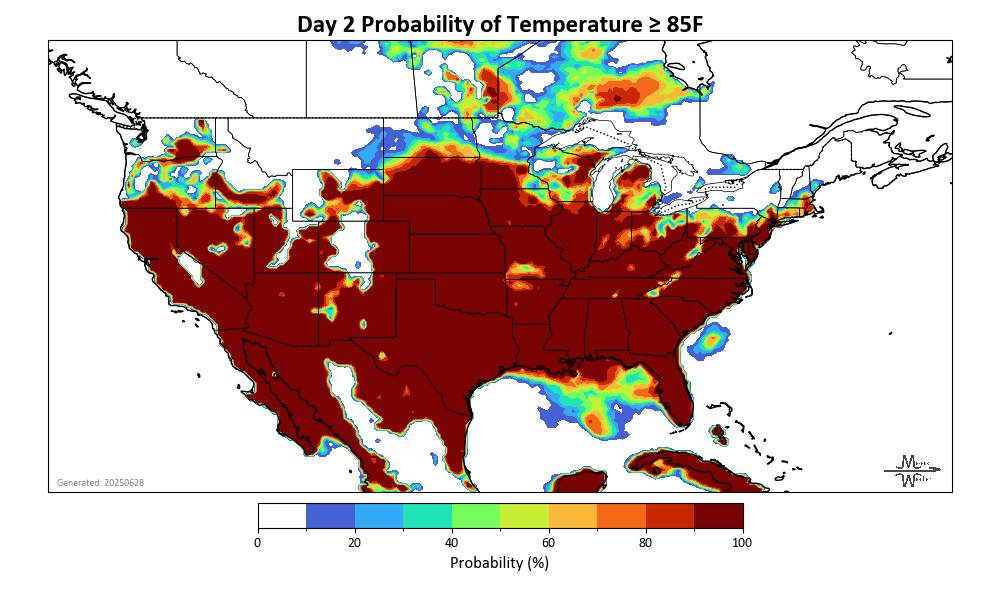 Day 2 Probability of Temperature ≥ 85F
Generated: 20250628
0 20 40 60 80 100
Probability (%)